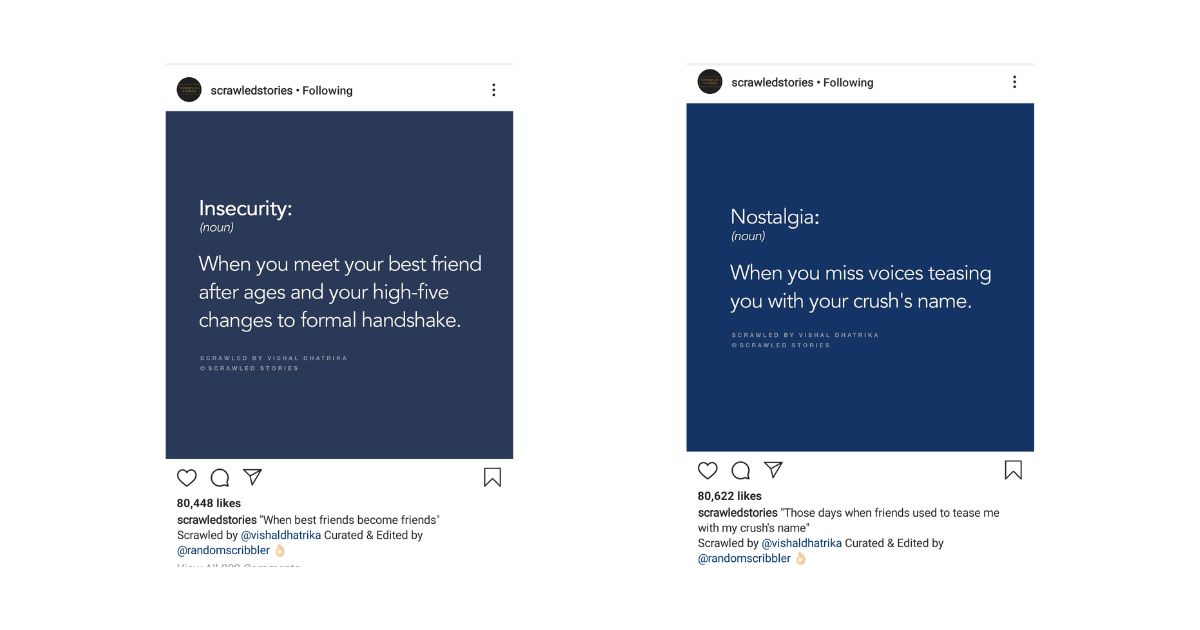 scrawledstories • Following
Insecurity:
(noun)
When you meet your best friend
after ages and your high-five
changes to formal handshake.
SCRAWLED BY VISHAL DHATRIKA
© SCRAWLED STORIES
80,448 likes
scrawledstories "When best friends become friends"
Scrawled by @vishaldhatrika Curated & Edited by
@randomscribbler 👌🏻
scrawledstories • Following
Nostalgia:
(noun)
When you miss voices teasing
you with your crush's name.
SCRAWLED BY VISHAL DHATRIKA
© SCRAWLED STORIES
80,622 likes
scrawledstories "Those days when friends used to tease me
with my crush's name"
Scrawled by @vishaldhatrika Curated & Edited by
@randomscribbler 👌🏻